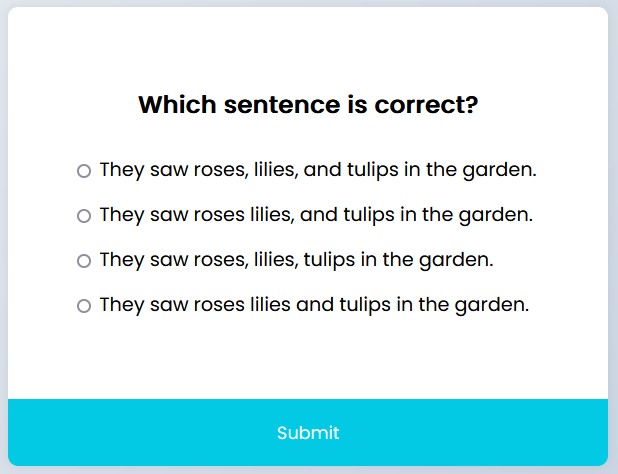 Which sentence is correct?
They saw roses, lilies, and tulips in the garden.
They saw roses lilies, and tulips in the garden.
They saw roses, lilies, tulips in the garden.
They saw roses lilies and tulips in the garden.
Submit